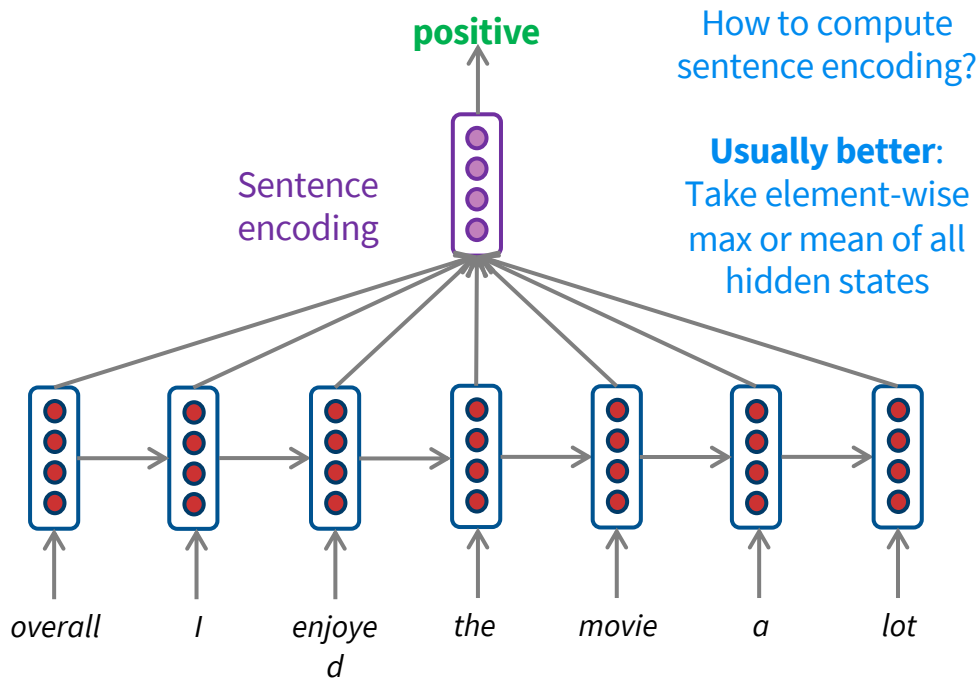 positive
How to compute
sentence encoding?
Usually better:
Take element-wise
max or mean of all
hidden states
Sentence
encoding
overall I enjoye the movie a lot
d